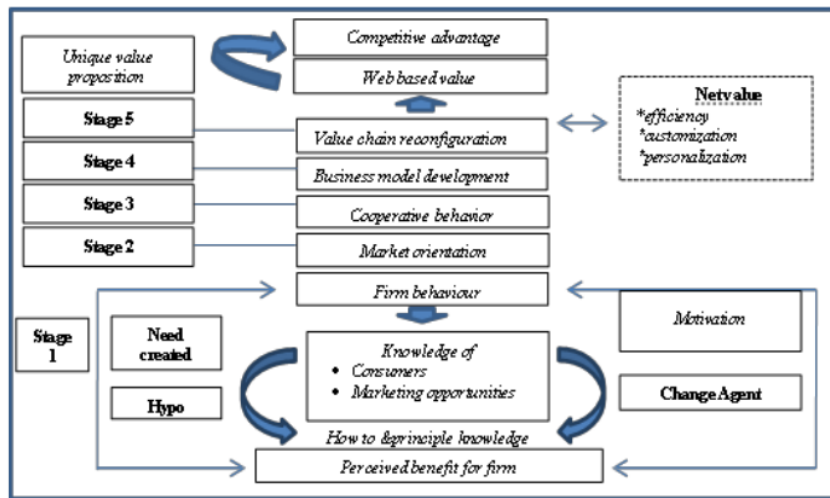 Competitive advantage
Unique value
proposition
Web based value
Net value
*efficiency
*customization
*personalization
Stage 5
Value chain reconfiguration
Stage 4
Business model development
Stage 3
Cooperative behavior
Stage 2
Market orientation
Firm behaviour
Stage
1
Need
created
Motivation
Knowledge of
• Consumers
• Marketing opportunities
Hypo
Change Agent
How to &principle knowledge
Perceived benefit for firm